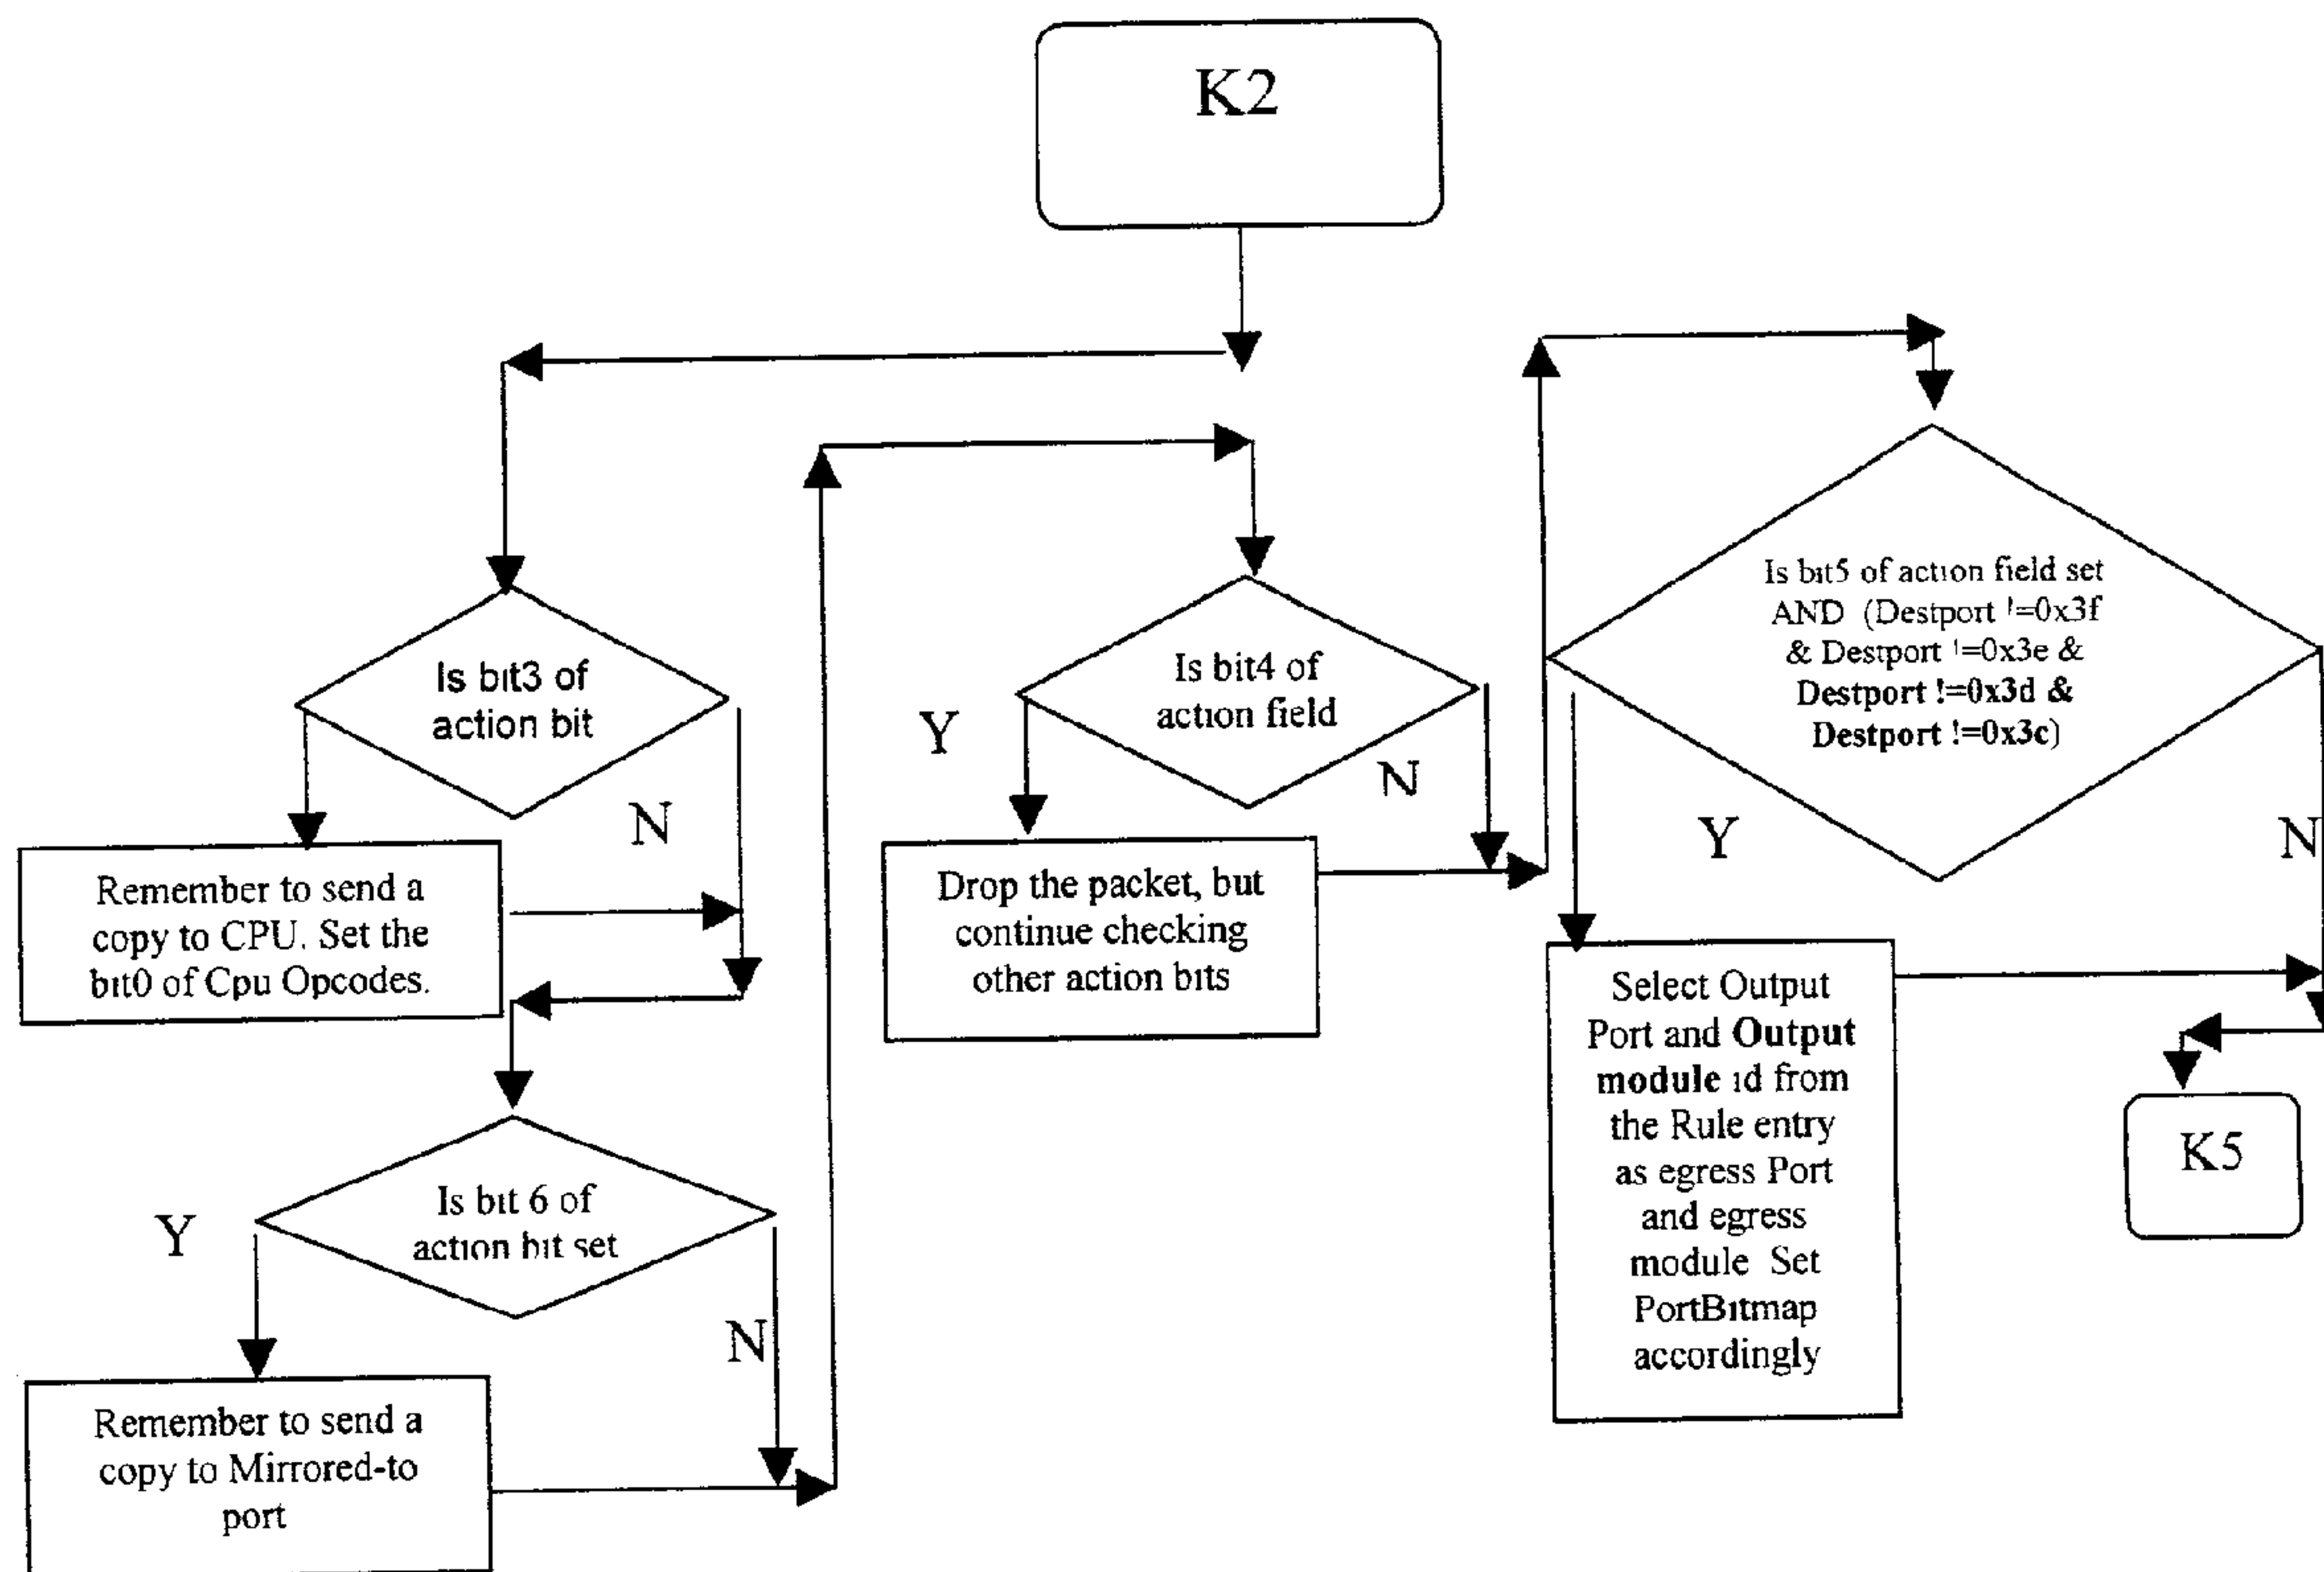 K2
Is bit3 of
action bit
N
Remember to send a
copy to CPU. Set the
bit0 of Cpu Opcodes.
Is bit 6 of
action bit set
Y
N
Remember to send a
copy to Mirrored-to
port
Is bit4 of
action field
Y
N
Drop the packet, but
continue checking
other action bits
Is bit5 of action field set
AND (Destport !=0x3f
& Destport !=0x3e &
Destport !=0x3d &
Destport !=0x3c)
Y
N
Select Output
Port and Output
module id from
the Rule entry
as egress Port
and egress
module Set
PortBitmap
accordingly
K5